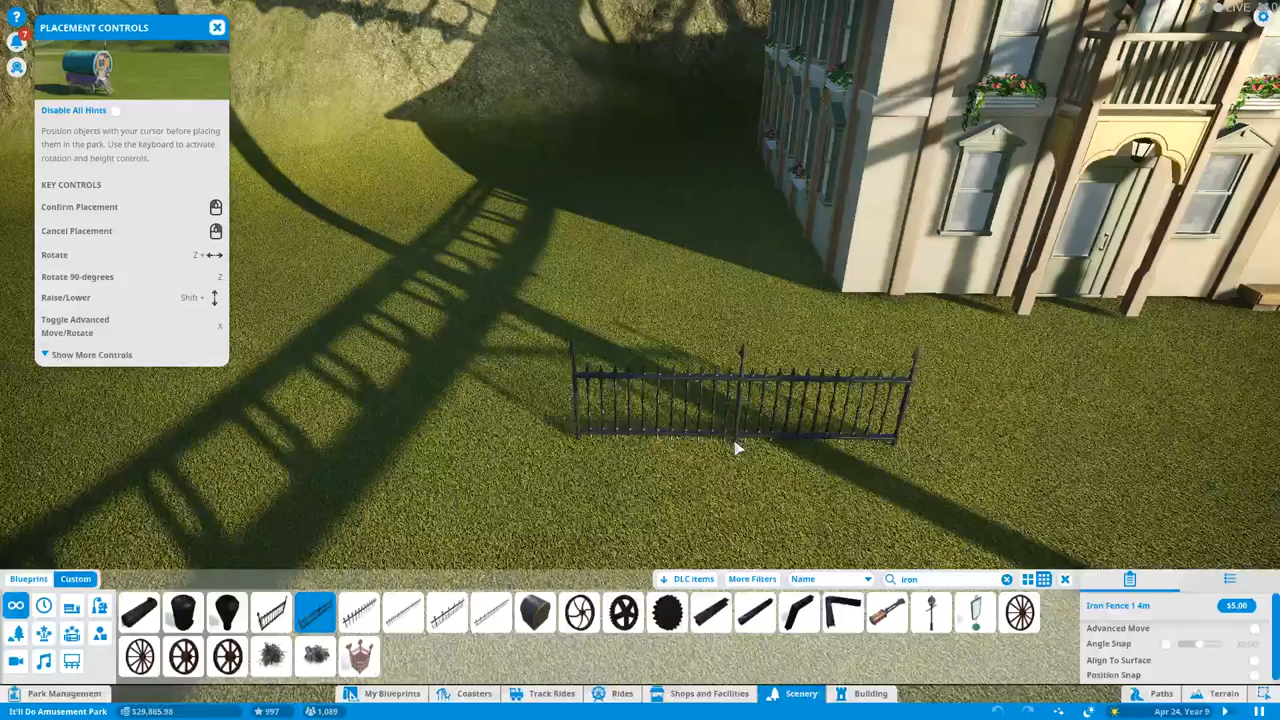 PLACEMENT CONTROLS
LIVE
7
Disable All Hints
Position objects with your cursor before placing
them in the park. Use the keyboard to activate
rotation and height controls.
KEY CONTROLS
Confirm Placement
Cancel Placement
Rotate Z +
Rotate 90-degrees Z
Raise/Lower Shift +
Toggle Advanced
Move/Rotate X
Show More Controls
Blueprint Custom DLC items More Filters Name iron
Iron Fence 1 4m $5.00
Advanced Move
Angle Snap
Align To Surface
Position Snap
Park Management My Blueprints Coasters Track Rides Rides Shops and Facilities Scenery Building Paths Terrain
It'll Do Amusement Park $29,865.98 997 1,089 Apr 24, Year 9